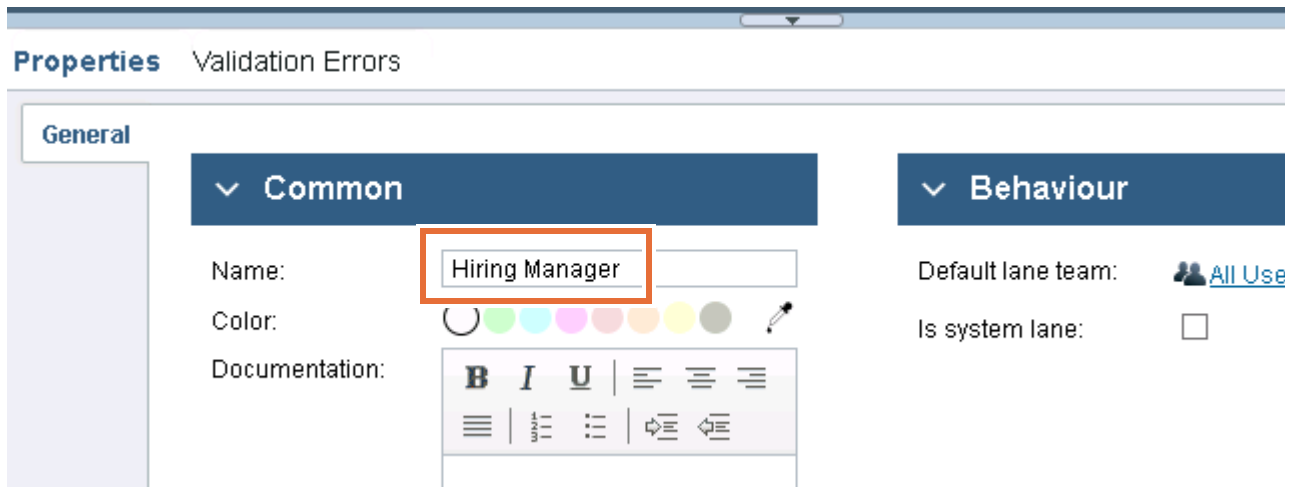 Properties Validation Errors
General
Common
Behaviour
Name: Hiring Manager
Default lane team: All Use
Color:
Is system lane:
Documentation:
B I U